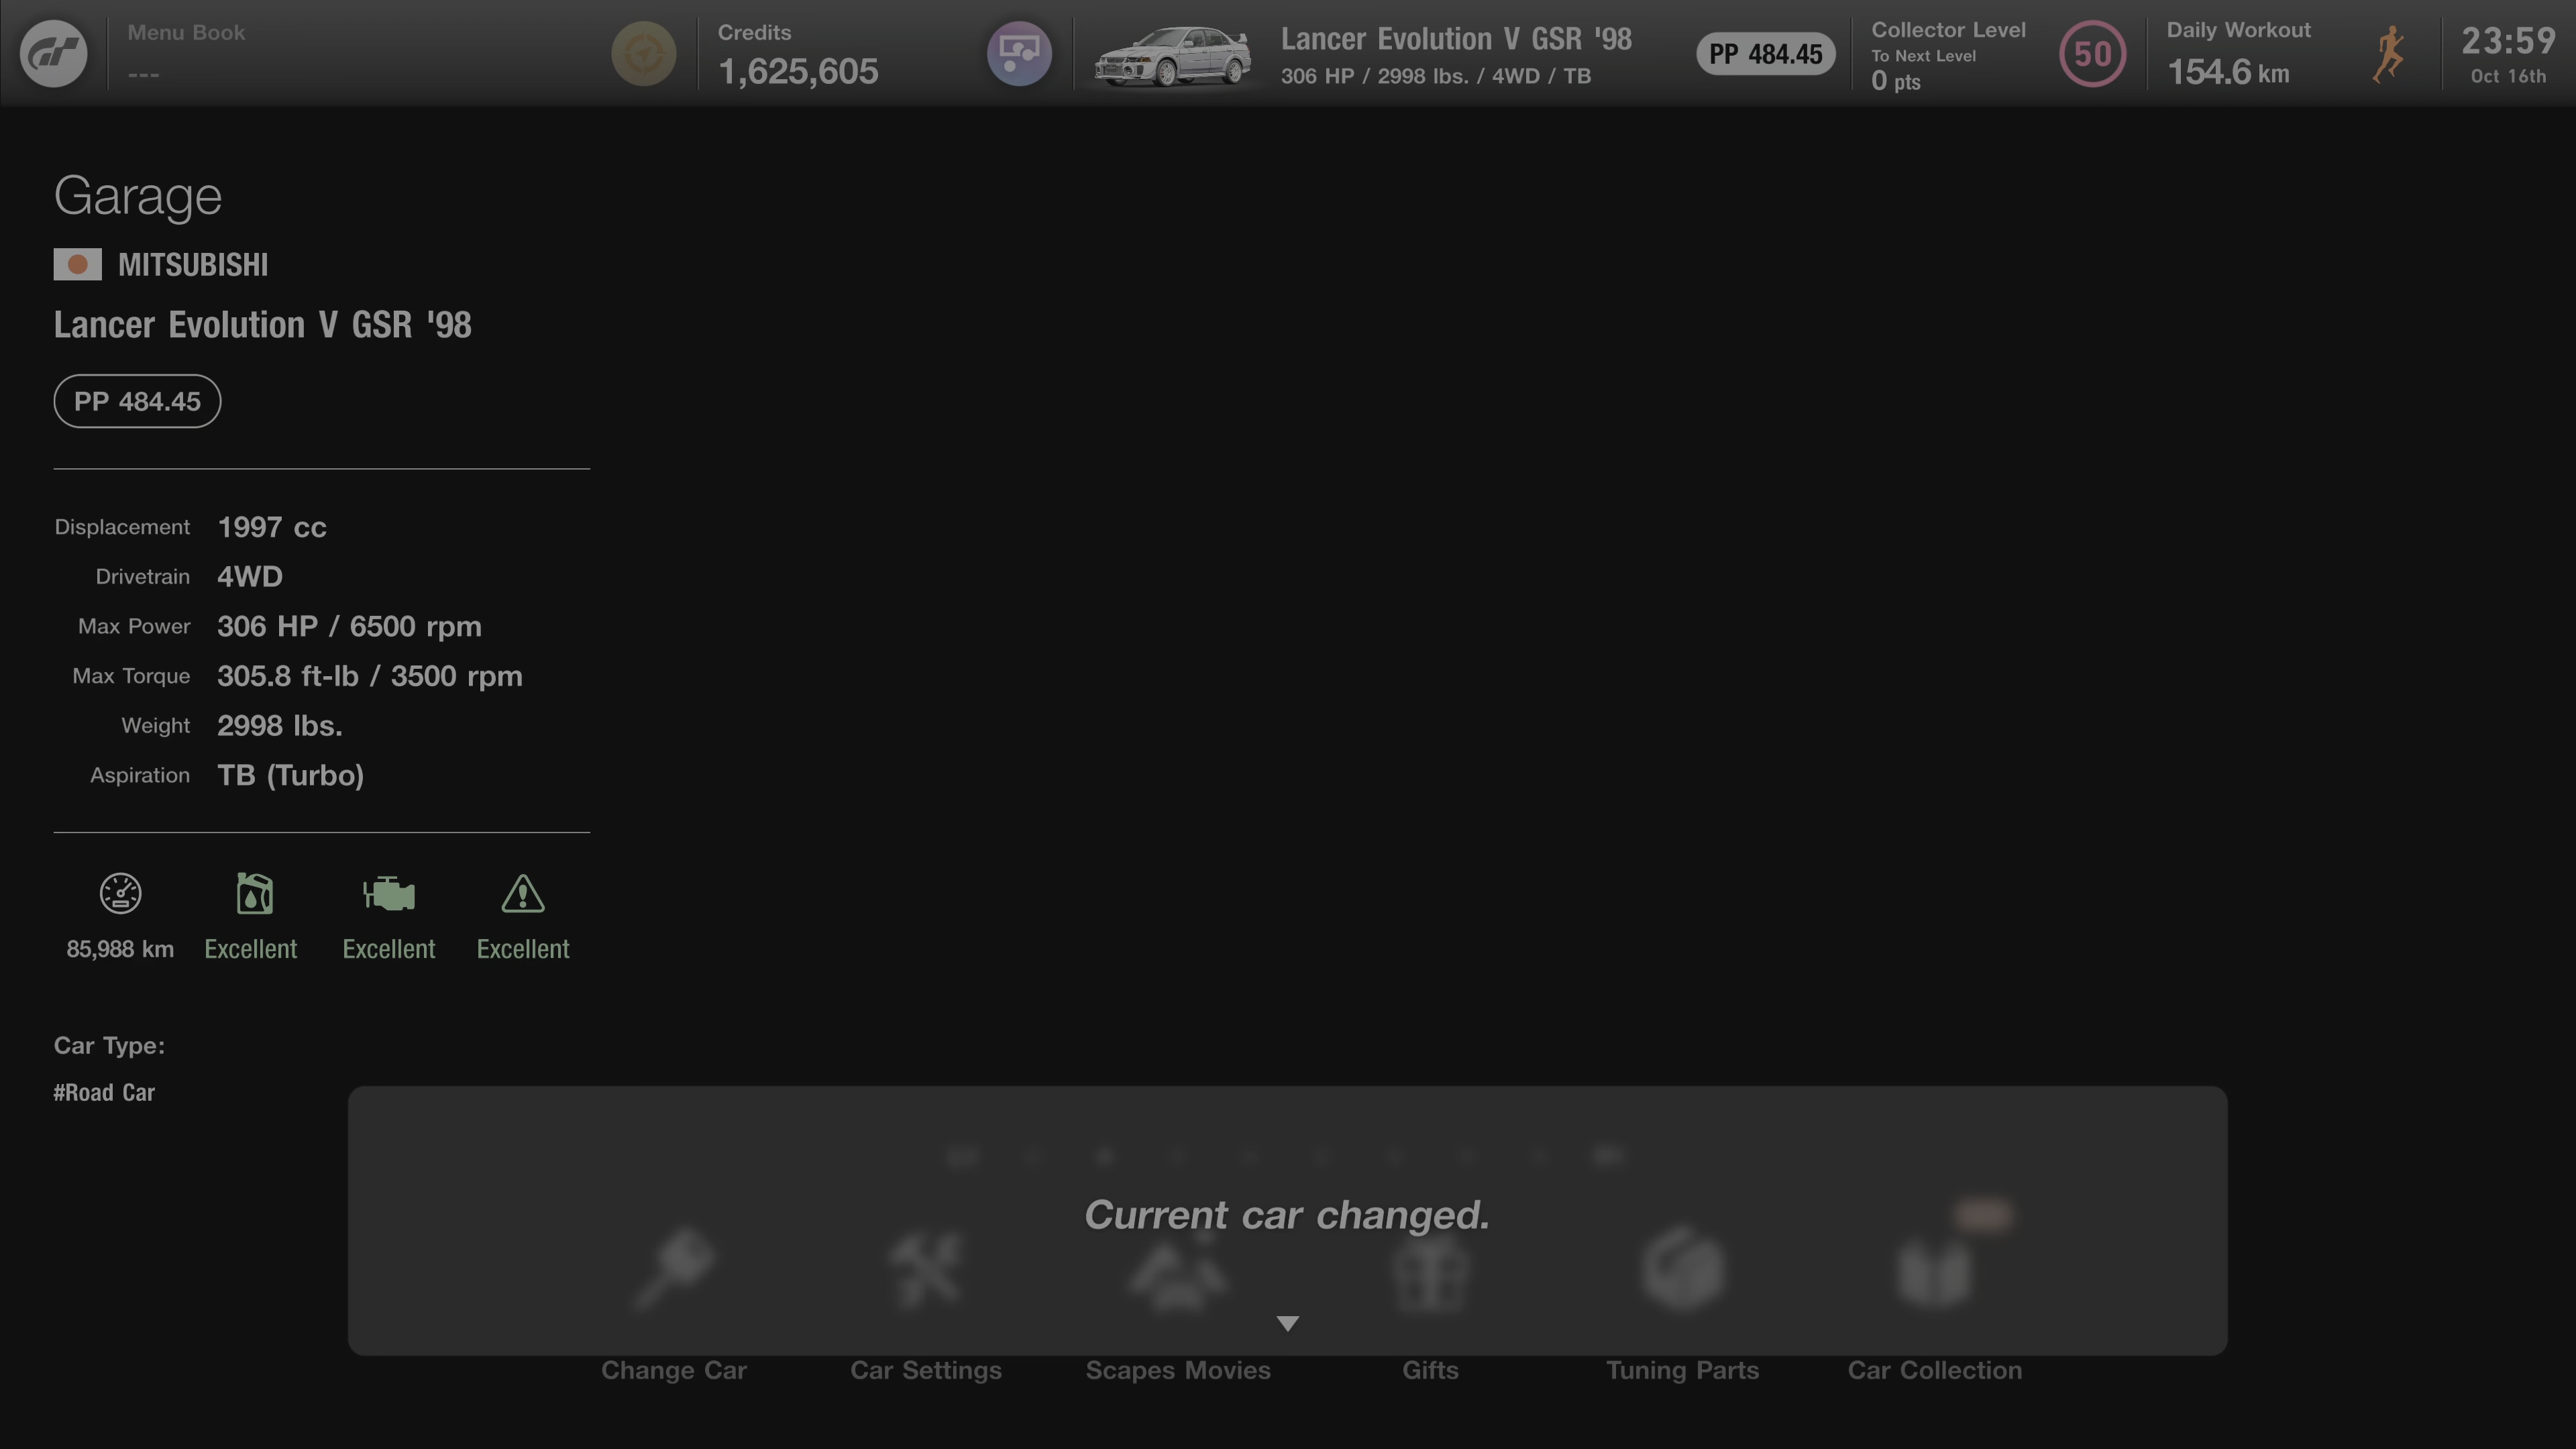 Menu Book
---
Credits
1,625,605
Lancer Evolution V GSR '98
306 HP / 2998 lbs. / 4WD / TB
PP 484.45
Collector Level
To Next Level
0 pts
50
Daily Workout
154.6 km
23:59
Oct 16th
Garage
MITSUBISHI
Lancer Evolution V GSR '98
PP 484.45
Displacement 1997 cc
Drivetrain 4WD
Max Power 306 HP / 6500 rpm
Max Torque 305.8 ft-lb / 3500 rpm
Weight 2998 lbs.
Aspiration TB (Turbo)
85,988 km Excellent Excellent Excellent
Car Type:
#Road Car
Current car changed.
Change Car Car Settings Scapes Movies Gifts Tuning Parts Car Collection